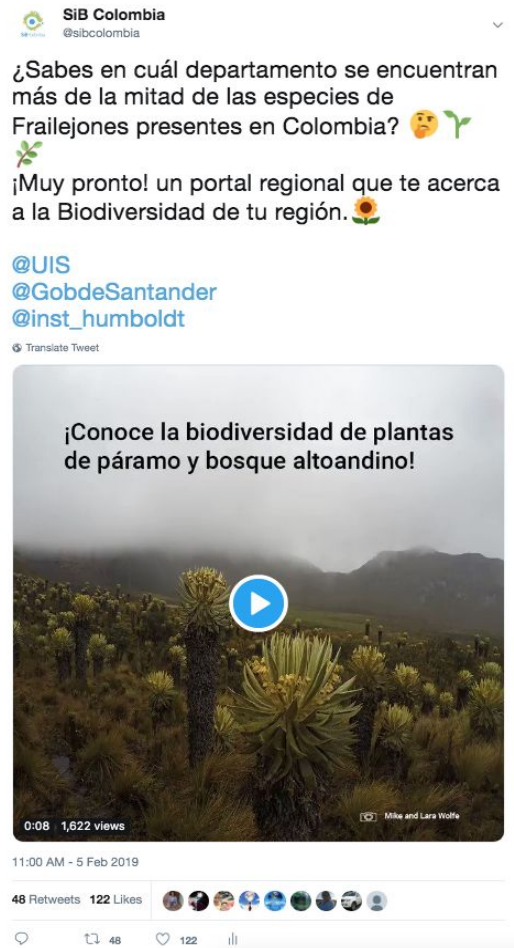 SiB Colombia
@sibcolombia
¿Sabes en cuál departamento se encuentran
más de la mitad de las especies de
Frailejones presentes en Colombia? 🤔🌱
🌿
¡Muy pronto! un portal regional que te acerca
a la Biodiversidad de tu región.🌻
@UIS
@GobdeSantander
@inst_humboldt
Translate Tweet
¡Conoce la biodiversidad de plantas
de páramo y bosque altoandino!
Mike and Lara Wolfe
0:08 1,622 views
11:00 AM - 5 Feb 2019
48 Retweets 122 Likes
48 122